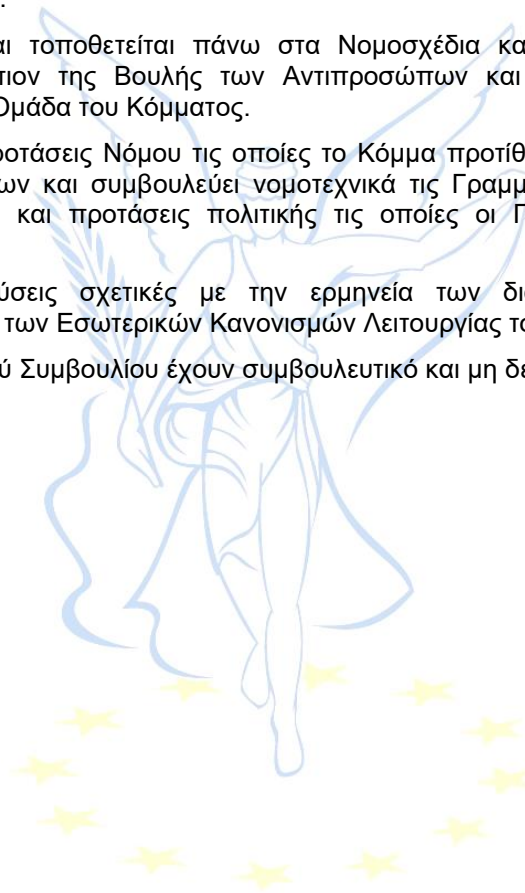 αι τοποθετείται πάνω στα Νομοσχέδια κα
πιον της Βουλής των Αντιπροσώπων και
Ομάδα του Κόμματος.
ροτάσεις Νόμου τις οποίες το Κόμμα προτίθ
ων και συμβουλεύει νομοτεχνικά τις Γραμμ
και προτάσεις πολιτικής τις οποίες οι Π
ύσεις σχετικές με την ερμηνεία των δι
των Εσωτερικών Κανονισμών Λειτουργίας το
ύ Συμβουλίου έχουν συμβουλευτικό και μη δε